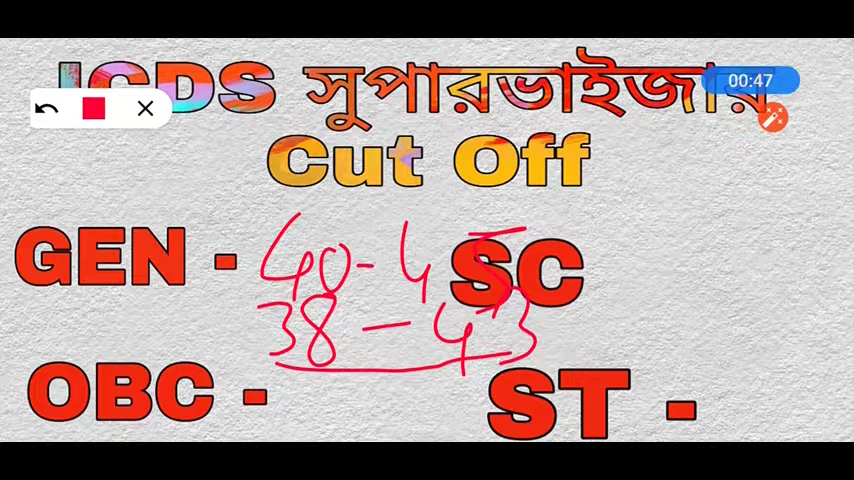 ICDS সুপারভাইজার
00:47
Cut Off
GEN - 40-45 SC
38-43
OBC - ST -